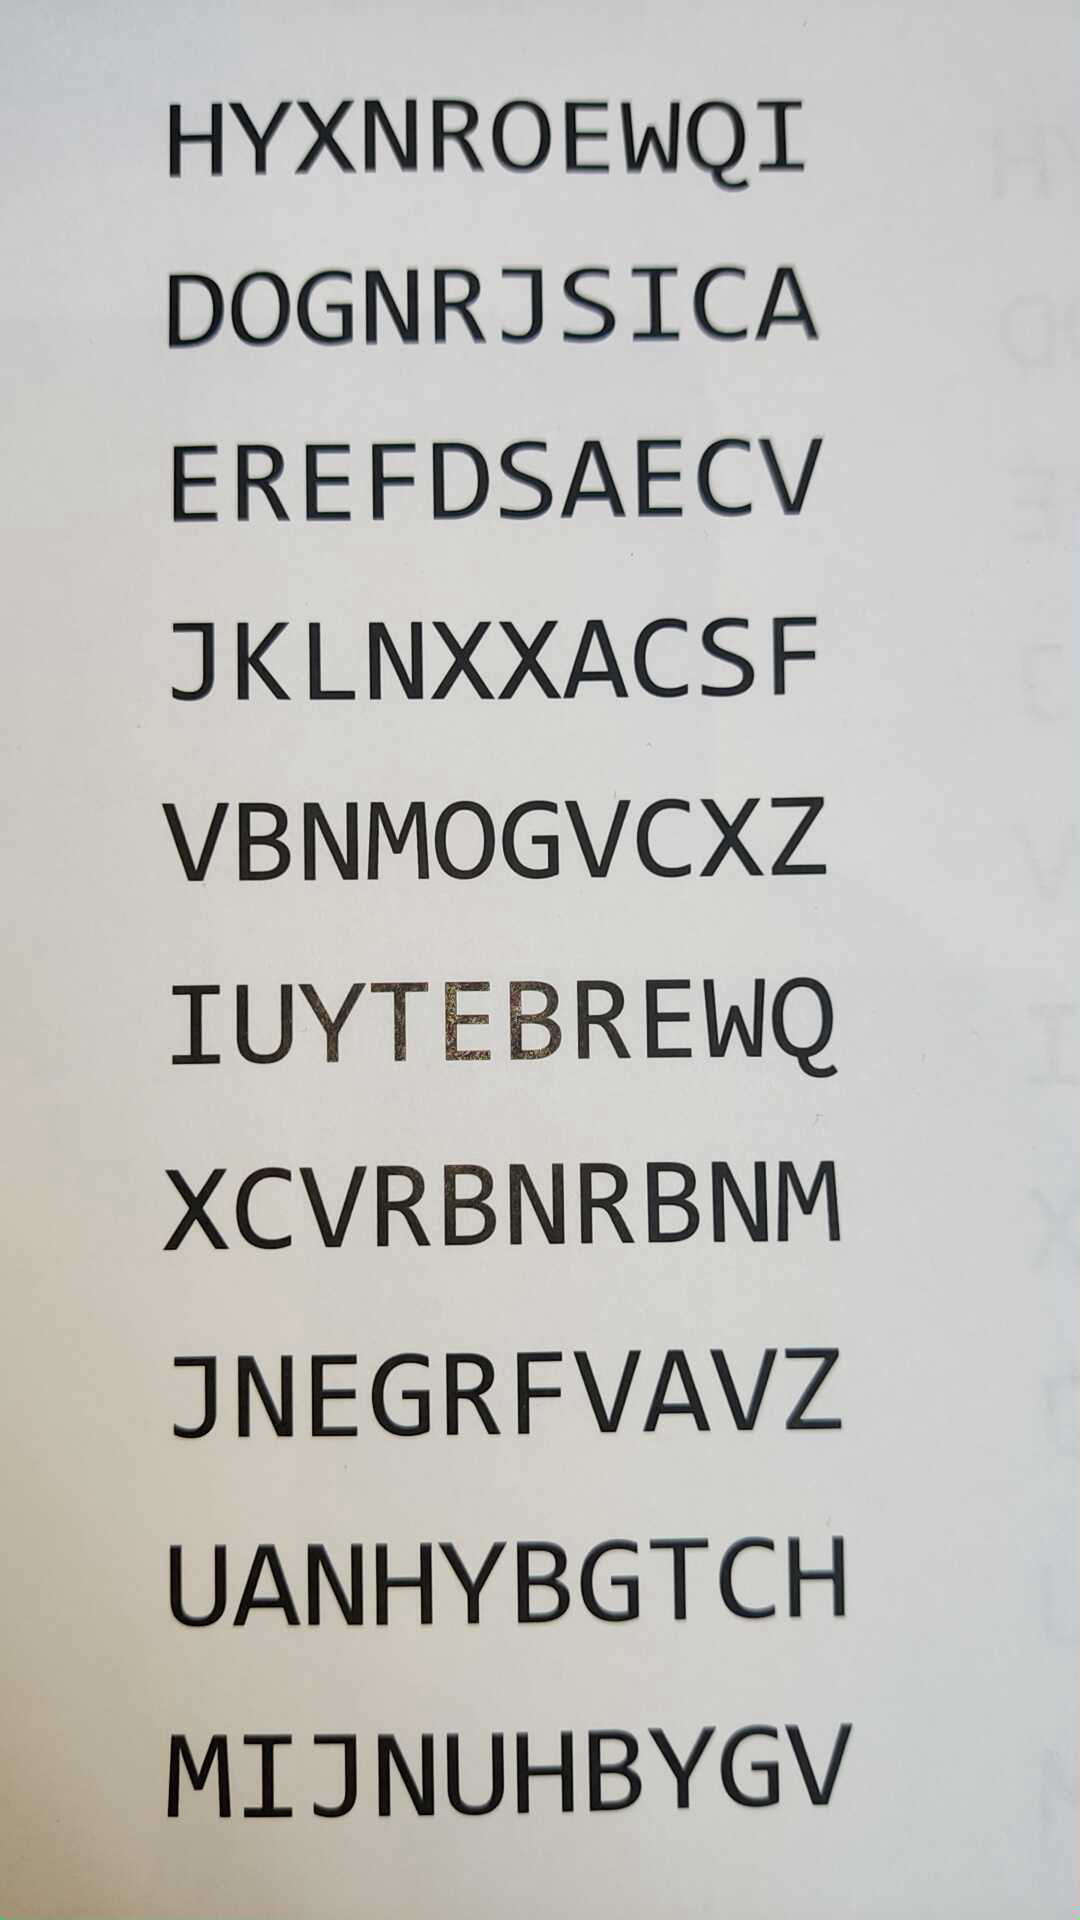 HYXNROEWQI
DOGNRJSICA
EREFDSAECV
JKLNXXACSF
VBNMOGVCXZ
IUYTEBREWQ
XCVRBNRBNM
JNEGRFVAVZ
UANHYBGTCH
MIJNUHBYGV